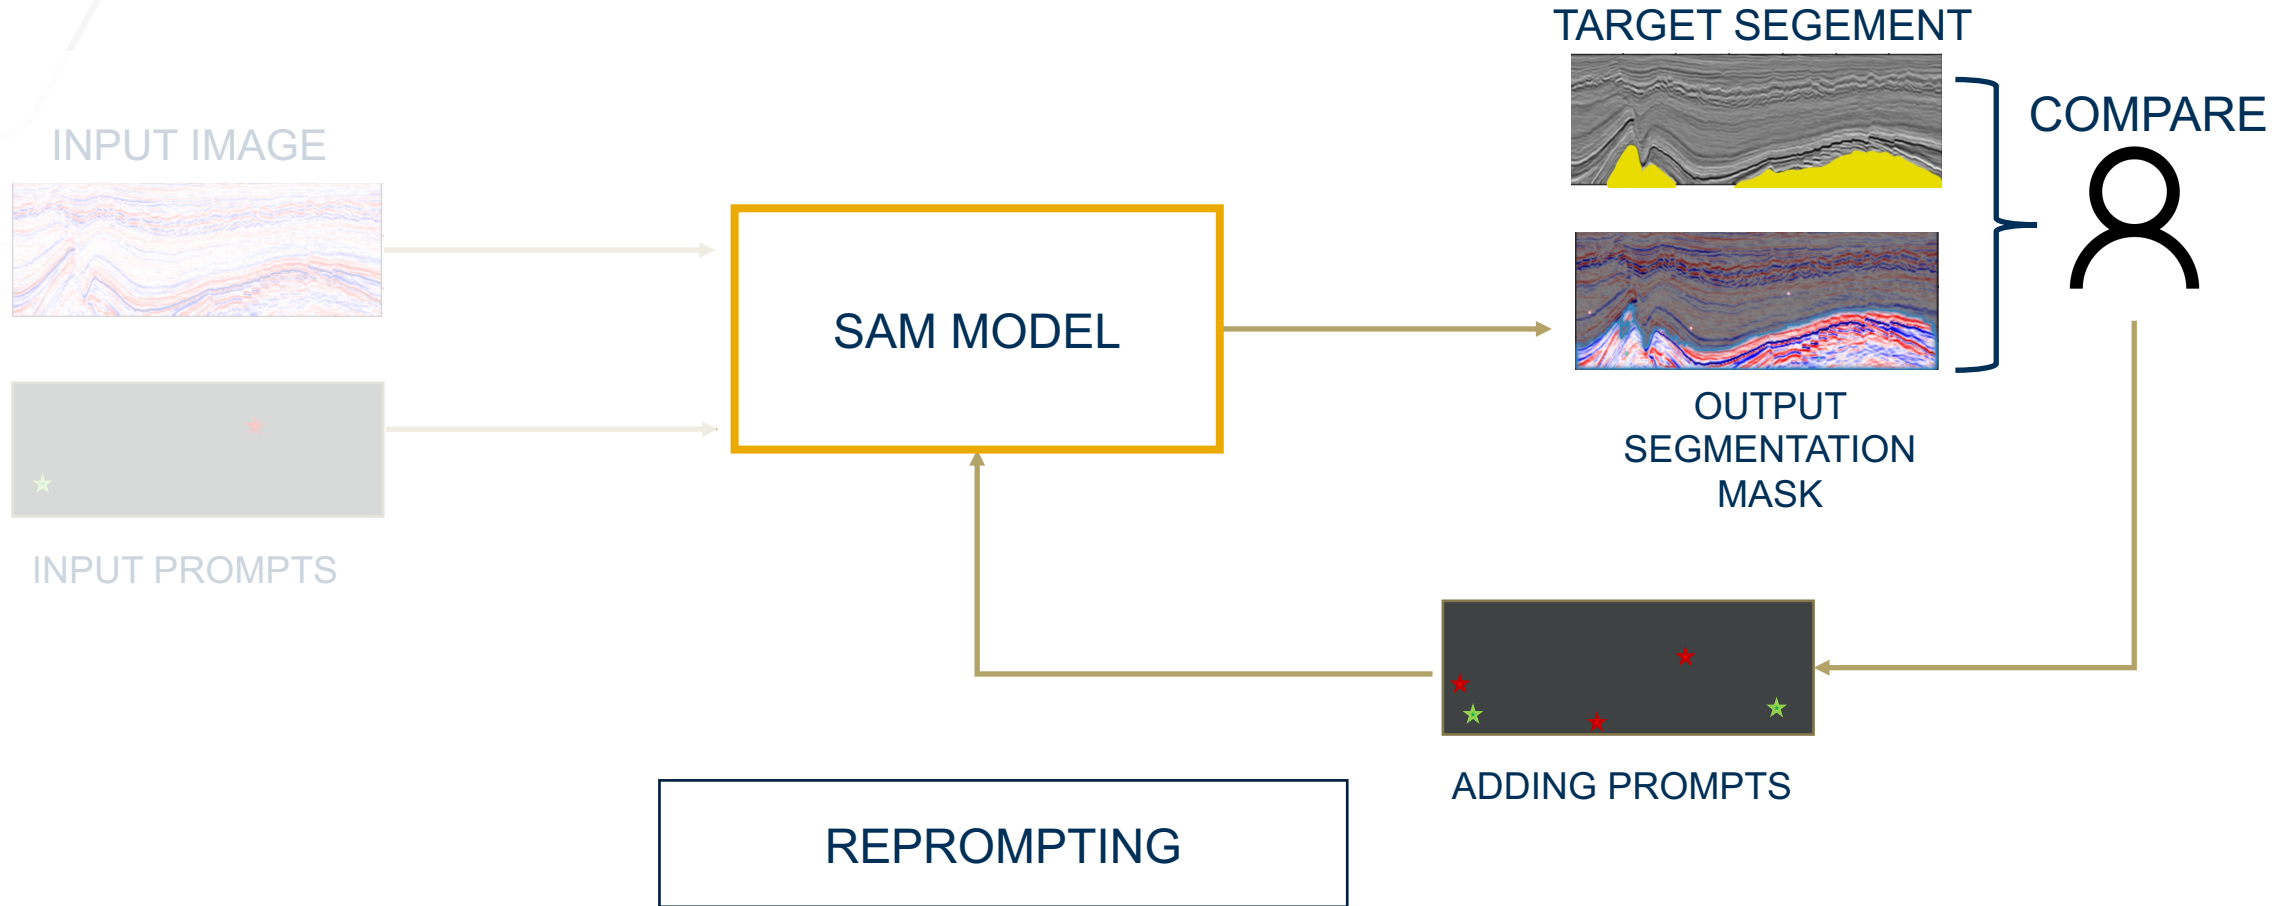 TARGET SEGEMENT
COMPARE
INPUT IMAGE
SAM MODEL
OUTPUT
SEGMENTATION
MASK
INPUT PROMPTS
ADDING PROMPTS
REPROMPTING